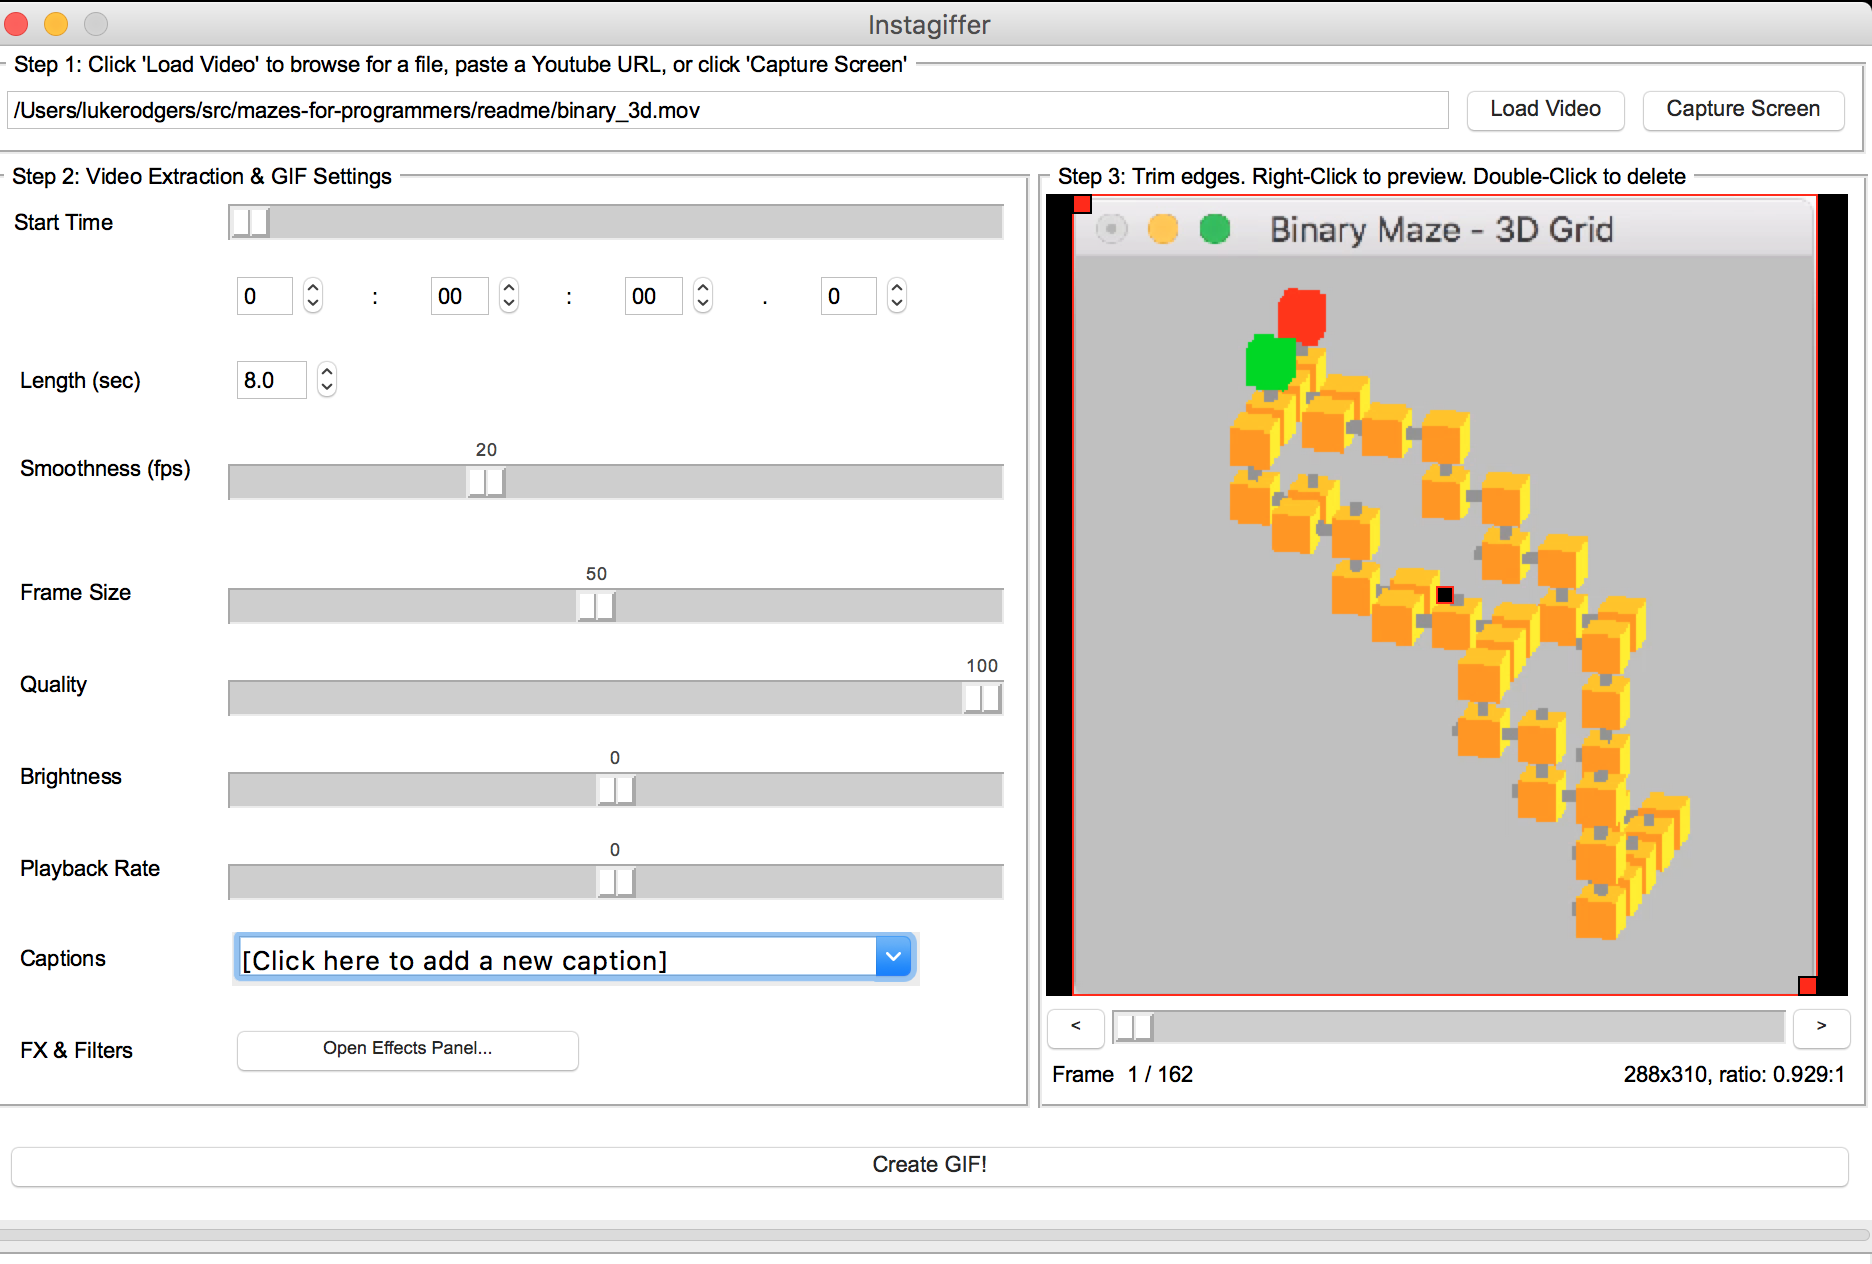 Instagiffer
Step 1: Click 'Load Video' to browse for a file, paste a Youtube URL, or click 'Capture Screen'
/Users/lukerodgers/src/mazes-for-programmers/readme/binary_3d.mov
Load Video
Capture Screen
Step 2: Video Extraction & GIF Settings
Start Time
0 : 00 : 00 . 0
Length (sec)
8.0
20
Smoothness (fps)
50
Frame Size
100
Quality
0
Brightness
0
Playback Rate
Captions
[Click here to add a new caption]
FX & Filters
Open Effects Panel...
Step 3: Trim edges. Right-Click to preview. Double-Click to delete
Binary Maze - 3D Grid
<
>
Frame 1 / 162
288x310, ratio: 0.929:1
Create GIF!